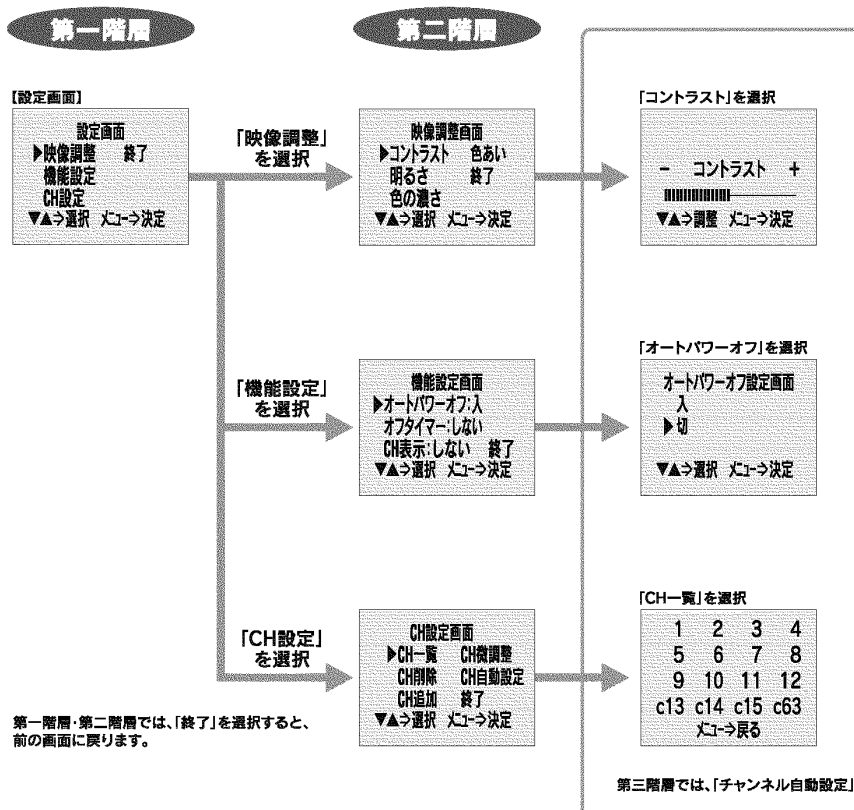 第一階層
第二階層
【設定画面】
設定画面
▶映像調整 終了
機能設定
CH設定
▼▲⇒選択 メニュー⇒決定
「映像調整」
を選択
映像調整画面
▶コントラスト 色あい
明るさ 終了
色の濃さ
▼▲⇒選択 メニュー⇒決定
「コントラスト」を選択
− コントラスト +
▼▲⇒調整 メニュー⇒決定
「機能設定」
を選択
機能設定画面
▶オートパワーオフ:入
オフタイマー:しない
CH表示:しない 終了
▼▲⇒選択 メニュー⇒決定
「オートパワーオフ」を選択
オートパワーオフ設定画面
入
▶切
▼▲⇒選択 メニュー⇒決定
「CH設定」
を選択
CH設定画面
▶CH一覧 CH微調整
CH削除 CH自動設定
CH追加 終了
▼▲⇒選択 メニュー⇒決定
「CH一覧」を選択
1 2 3 4
5 6 7 8
9 10 11 12
c13 c14 c15 c63
メニュー⇒戻る
第一階層・第二階層では、「終了」を選択すると、
前の画面に戻ります。
第三階層では、「チャンネル自動設定」